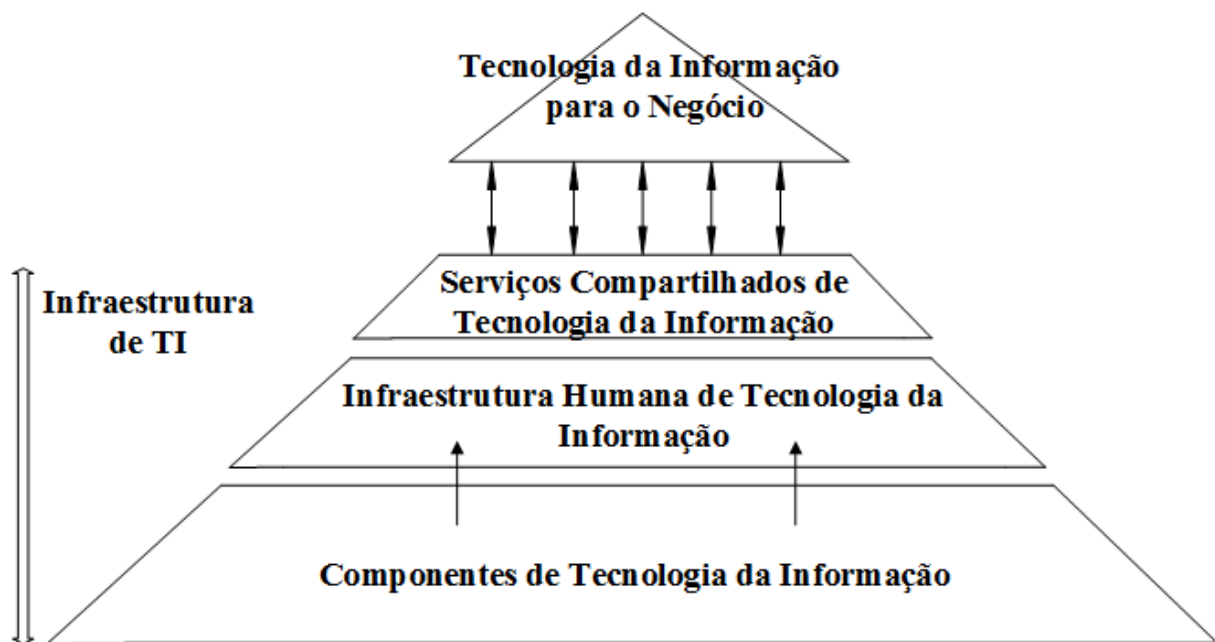 Tecnologia da Informação
para o Negócio
Serviços Compartilhados de
Tecnologia da Informação
Infraestrutura
de TI
Infraestrutura Humana de Tecnologia da
Informação
Componentes de Tecnologia da Informação